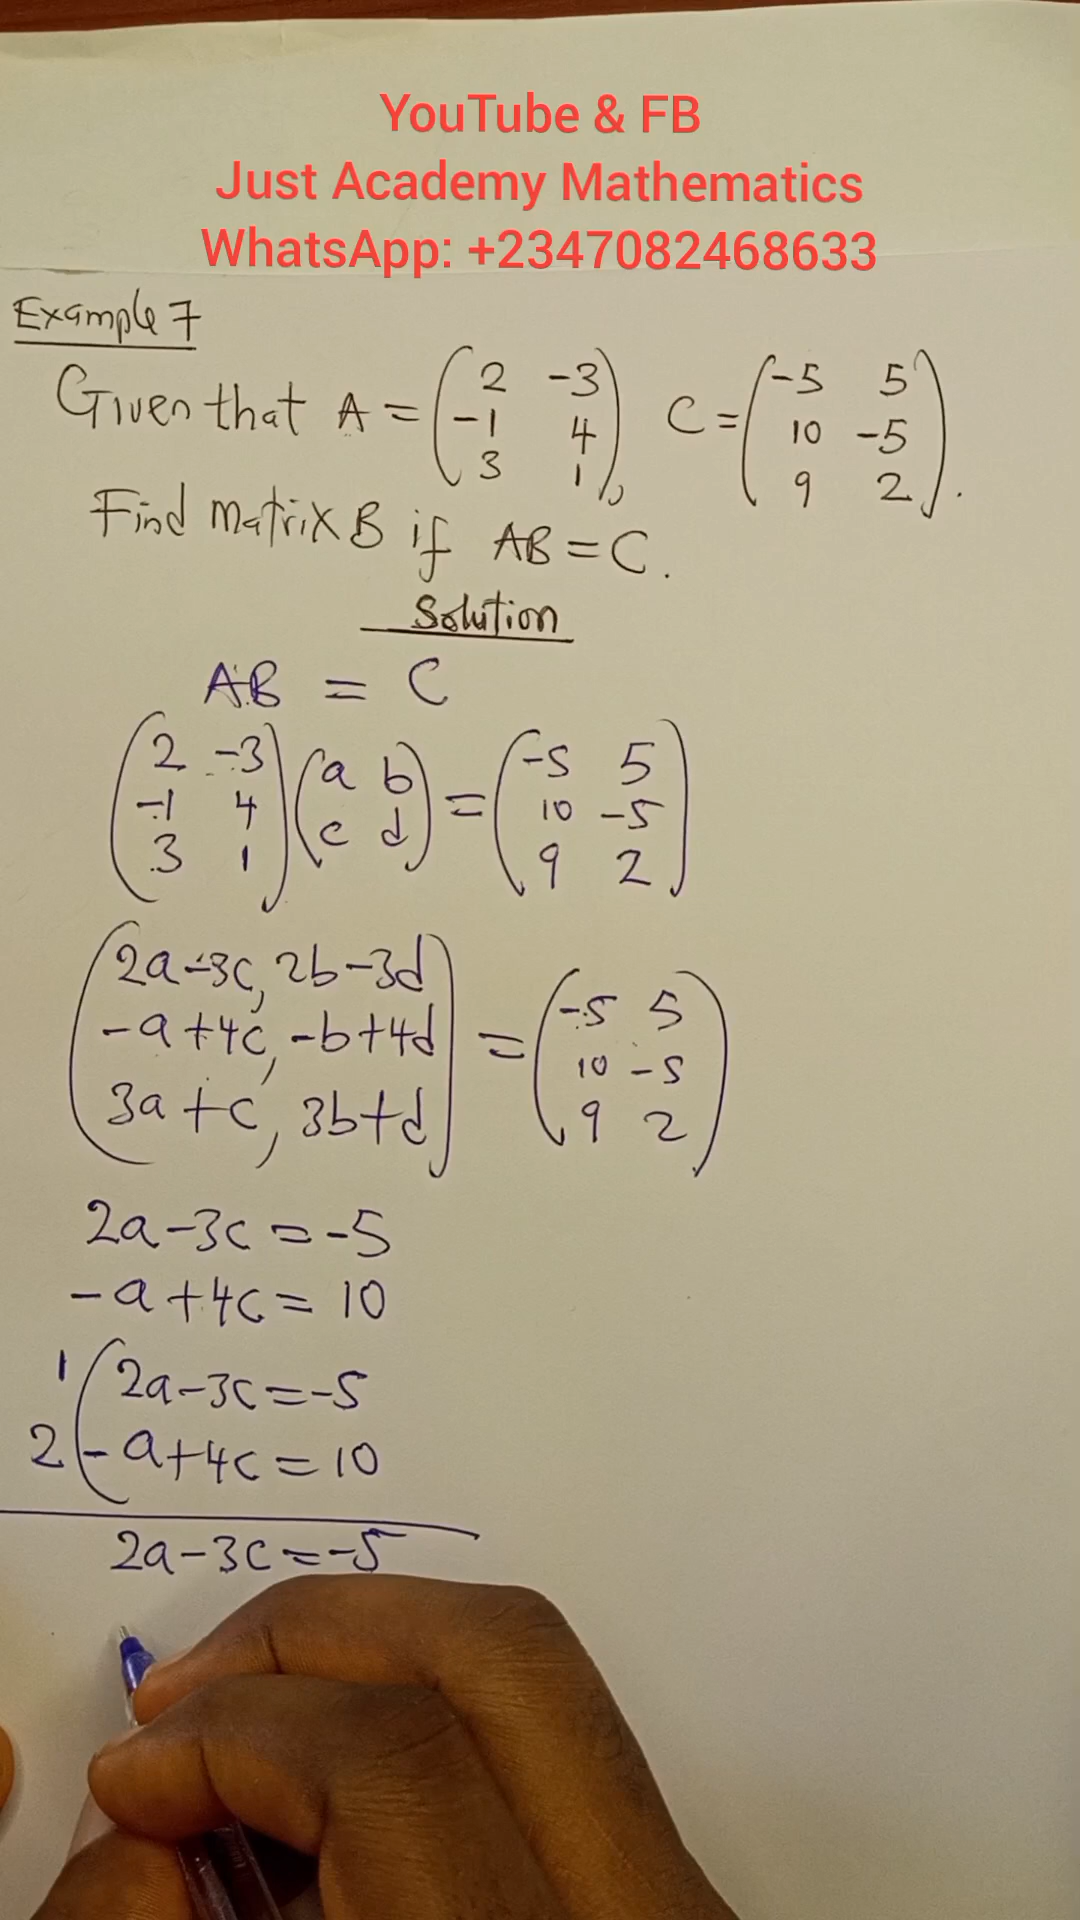 YouTube & FB
Just Academy Mathematics
WhatsApp: +2347082468633
Example 7
Given that A = ( 2 -3
-1 4
3 1 ), C = ( -5 5
10 -5
9 2 ).
Find matrix B if AB = C.
Solution
AB = C
( 2 -3
-1 4
3 1 ) ( a b
c d ) = ( -5 5
10 -5
9 2 )
( 2a-3c, 2b-3d
-a+4c, -b+4d
3a+c, 3b+d ) = ( -5 5
10 -5
9 2 )
2a-3c = -5
-a+4c = 10
1 ( 2a-3c = -5
2 ( -a+4c = 10
2a-3c = -5